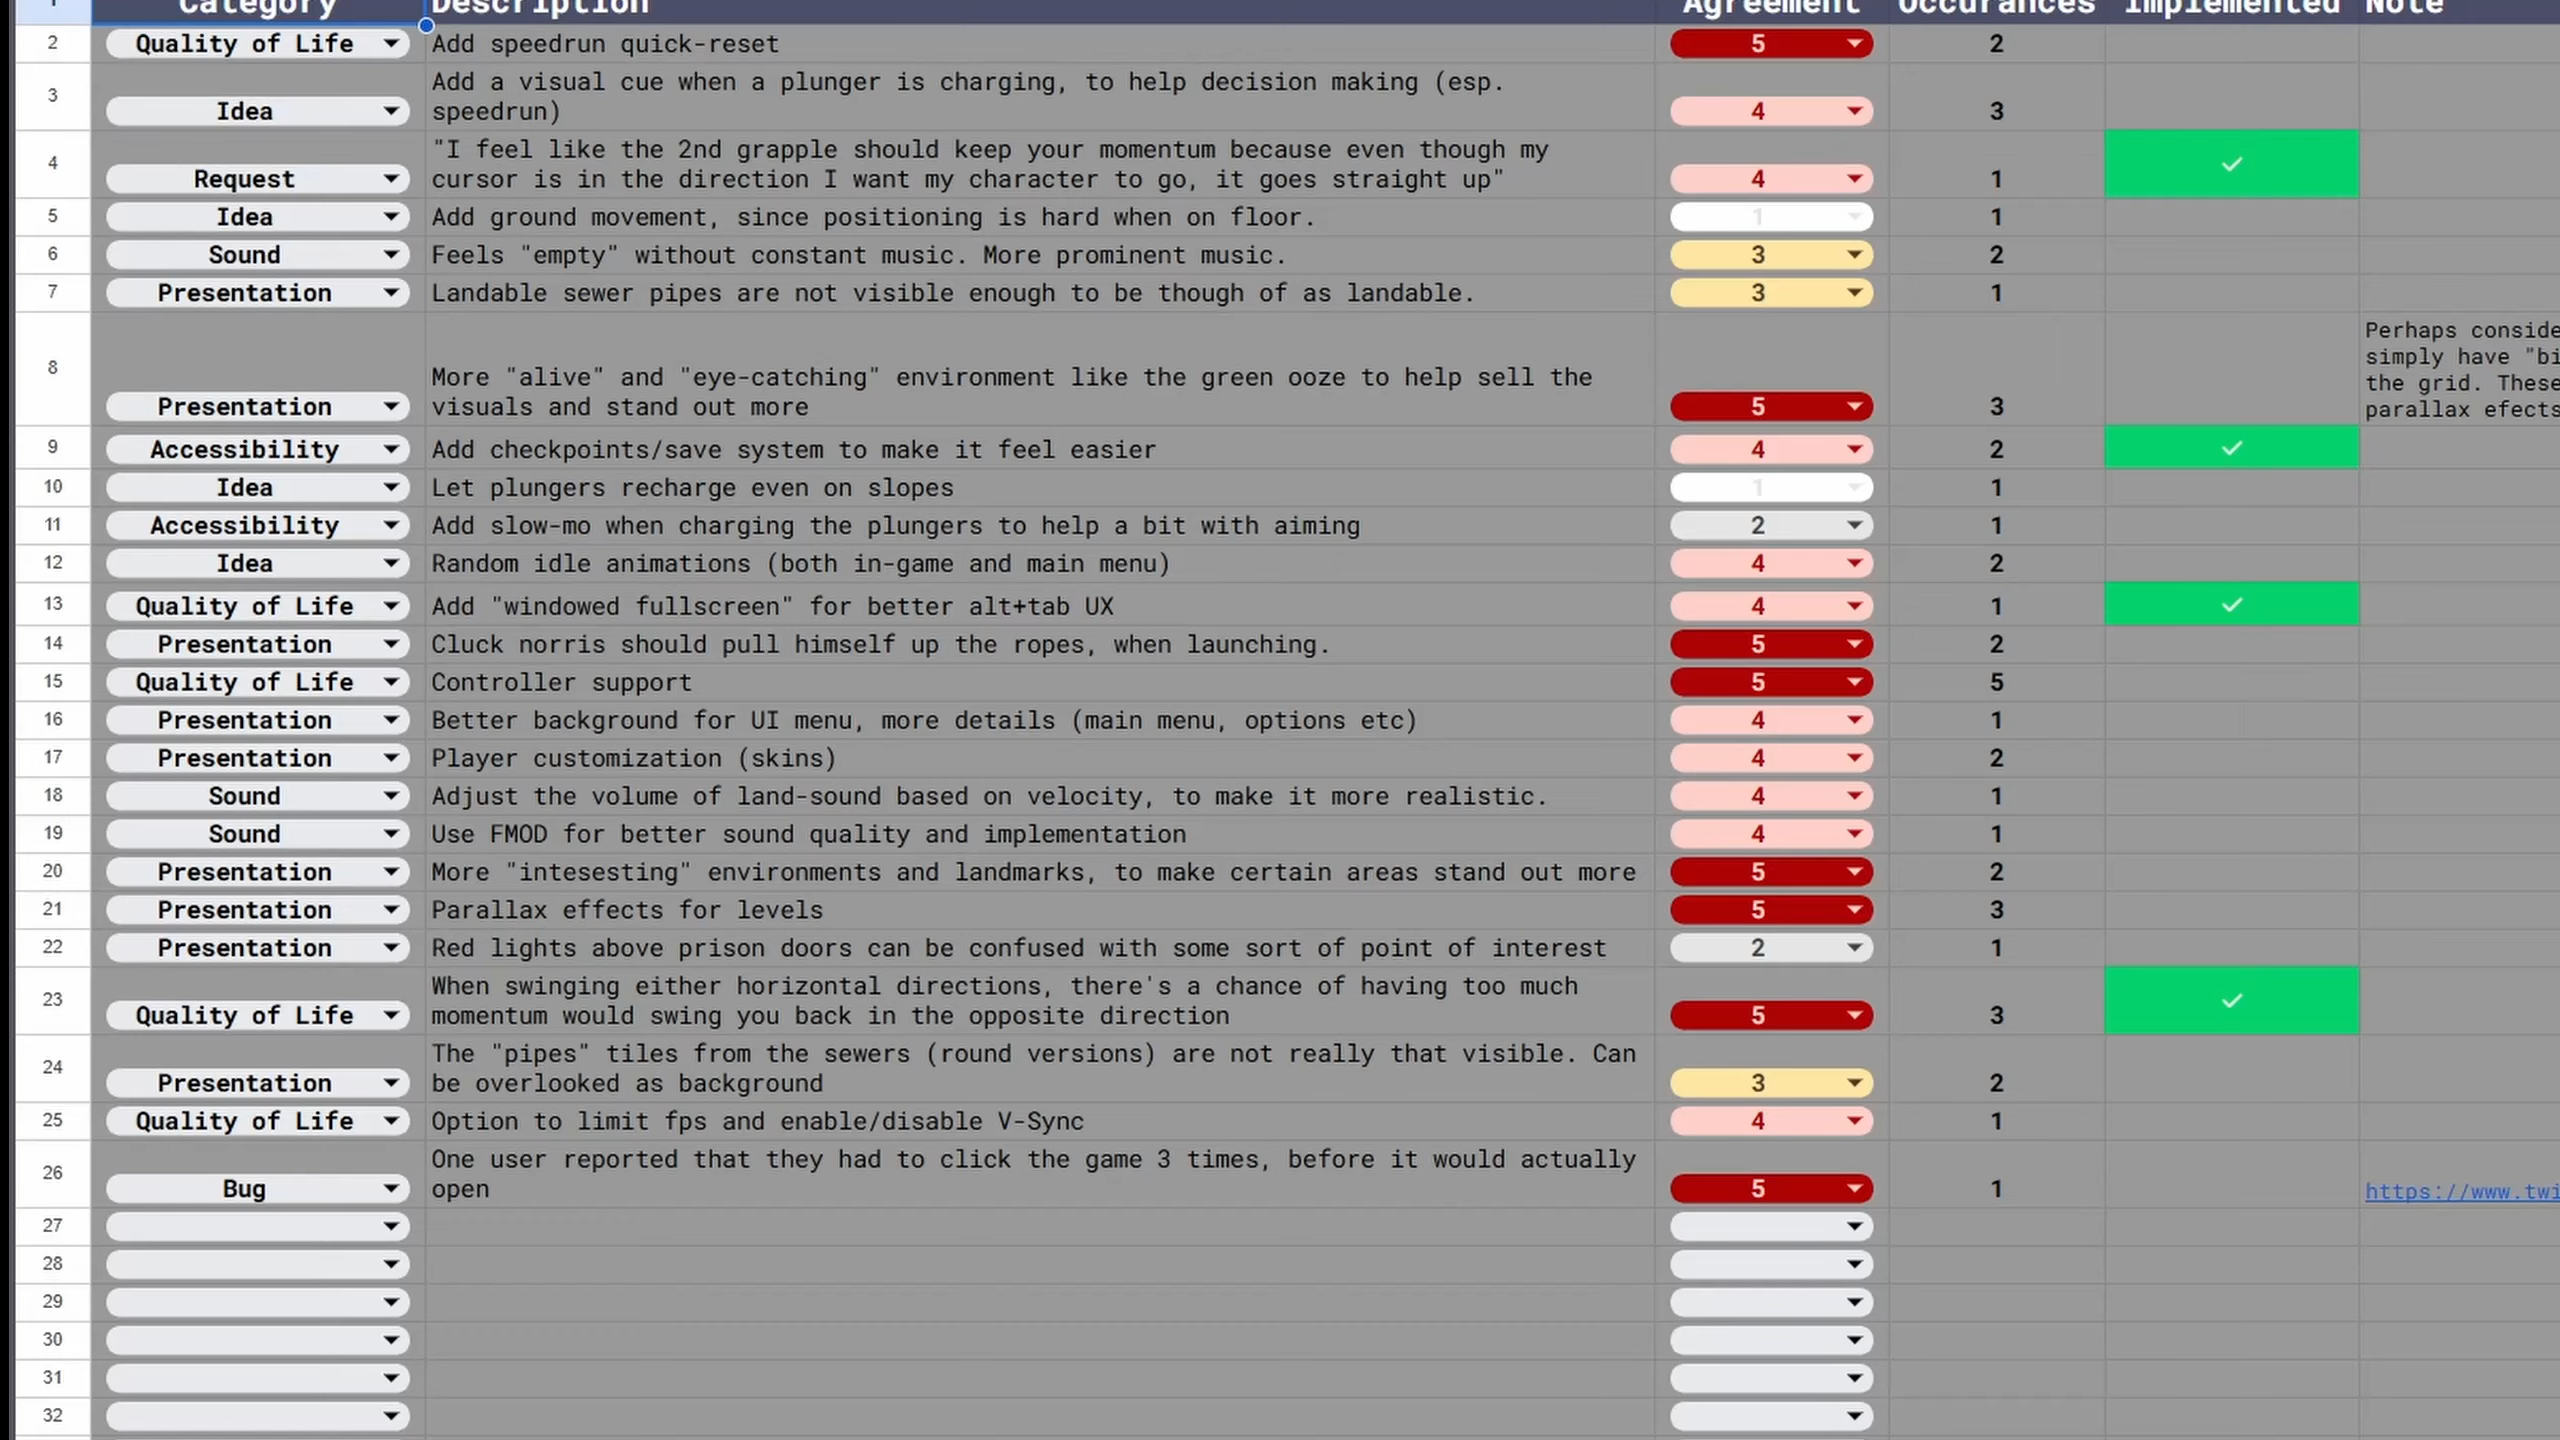 1 Category Description Agreement Occurances Implemented Note
2 Quality of Life Add speedrun quick-reset 5 2
3 Idea Add a visual cue when a plunger is charging, to help decision making (esp.
speedrun) 4 3
4 Request "I feel like the 2nd grapple should keep your momentum because even though my
cursor is in the direction I want my character to go, it goes straight up" 4 1
5 Idea Add ground movement, since positioning is hard when on floor. 1 1
6 Sound Feels "empty" without constant music. More prominent music. 3 2
7 Presentation Landable sewer pipes are not visible enough to be though of as landable. 3 1
8 Presentation More "alive" and "eye-catching" environment like the green ooze to help sell the
visuals and stand out more 5 3
Perhaps conside
simply have "bi
the grid. These
parallax efects
9 Accessibility Add checkpoints/save system to make it feel easier 4 2
10 Idea Let plungers recharge even on slopes 1 1
11 Accessibility Add slow-mo when charging the plungers to help a bit with aiming 2 1
12 Idea Random idle animations (both in-game and main menu) 4 2
13 Quality of Life Add "windowed fullscreen" for better alt+tab UX 4 1
14 Presentation Cluck norris should pull himself up the ropes, when launching. 5 2
15 Quality of Life Controller support 5 5
16 Presentation Better background for UI menu, more details (main menu, options etc) 4 1
17 Presentation Player customization (skins) 4 2
18 Sound Adjust the volume of land-sound based on velocity, to make it more realistic. 4 1
19 Sound Use FMOD for better sound quality and implementation 4 1
20 Presentation More "intesesting" environments and landmarks, to make certain areas stand out more 5 2
21 Presentation Parallax effects for levels 5 3
22 Presentation Red lights above prison doors can be confused with some sort of point of interest 2 1
23 Quality of Life When swinging either horizontal directions, there's a chance of having too much
momentum would swing you back in the opposite direction 5 3
24 Presentation The "pipes" tiles from the sewers (round versions) are not really that visible. Can
be overlooked as background 3 2
25 Quality of Life Option to limit fps and enable/disable V-Sync 4 1
26 Bug One user reported that they had to click the game 3 times, before it would actually
open 5 1 https://www.twi
27
28
29
30
31
32